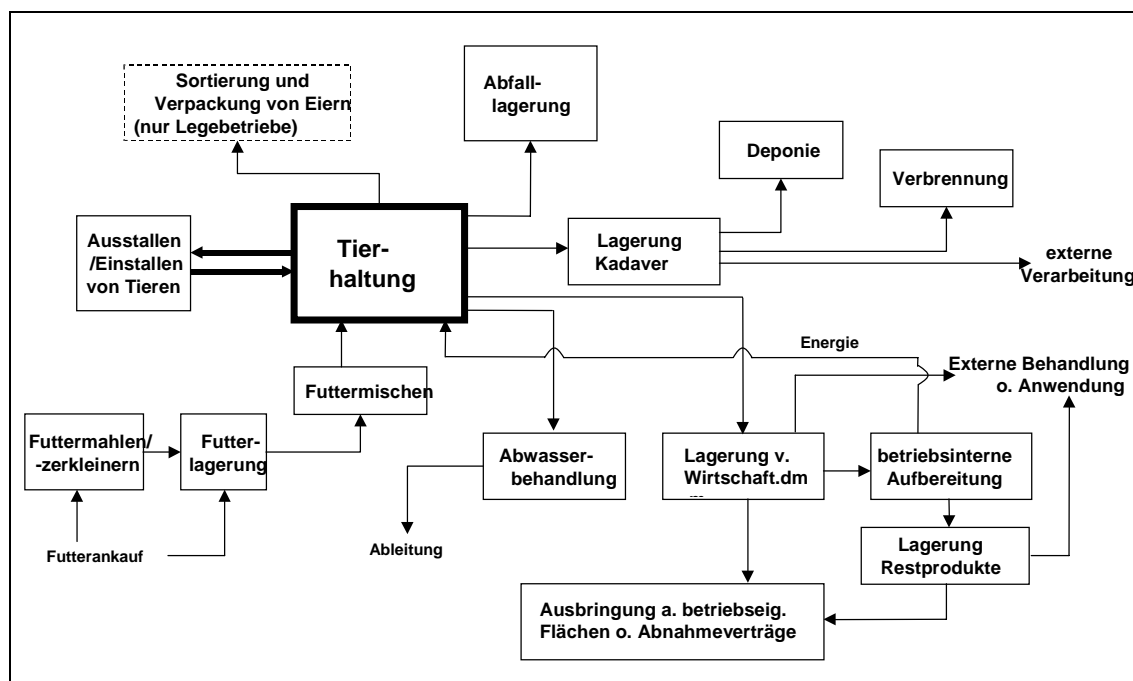 Sortierung und
Verpackung von Eiern
(nur Legebetriebe)
Abfall-
lagerung
Deponie
Verbrennung
Ausstallen
/Einstallen
von Tieren
Tier-
haltung
Lagerung
Kadaver
externe
Verarbeitung
Energie
Externe Behandlung
o. Anwendung
Futtermischen
Futtermahlen/
-zerkleinern
Futter-
lagerung
Abwasser-
behandlung
Lagerung v.
Wirtschaft.dm
betriebsinterne
Aufbereitung
Futterankauf
Ableitung
Lagerung
Restprodukte
Ausbringung a. betriebseig.
Flächen o. Abnahmeverträge